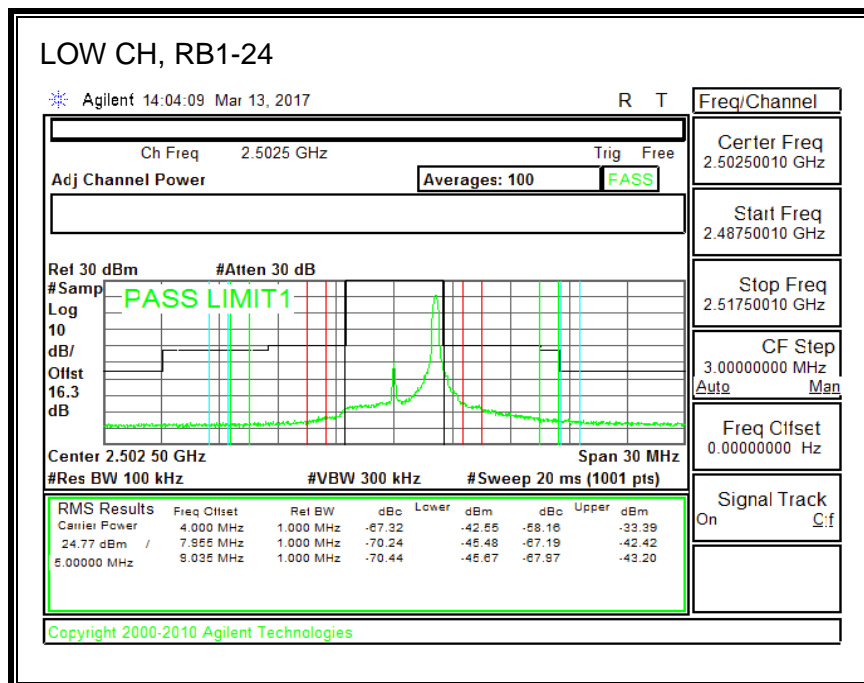 LOW CH, RB1-24
Agilent 14:04:09 Mar 13, 2017 R T
Freq/Channel
Ch Freq 2.5025 GHz Trig Free
Adj Channel Power Averages: 100 PASS
Center Freq
2.50250010 GHz
Start Freq
2.48750010 GHz
Stop Freq
2.51750010 GHz
CF Step
3.00000000 MHz
Auto Man
Freq Offset
0.00000000 Hz
Signal Track
On Off
Ref 30 dBm #Atten 30 dB
#Samp
Log
10
dB/
Offst
16.3
dB
PASS LIMIT1
Center 2.502 50 GHz Span 30 MHz
#Res BW 100 kHz #VBW 300 kHz #Sweep 20 ms (1001 pts)
RMS Results Freq Offset Ref BW dBc Lower dBm dBc Upper dBm
Carrier Power 4.000 MHz 1.000 MHz -67.32 -42.55 -58.16 -33.39
24.77 dBm / 7.955 MHz 1.000 MHz -70.24 -45.48 -67.19 -42.42
5.00000 MHz 9.035 MHz 1.000 MHz -70.44 -45.67 -67.97 -43.20
Copyright 2000-2010 Agilent Technologies